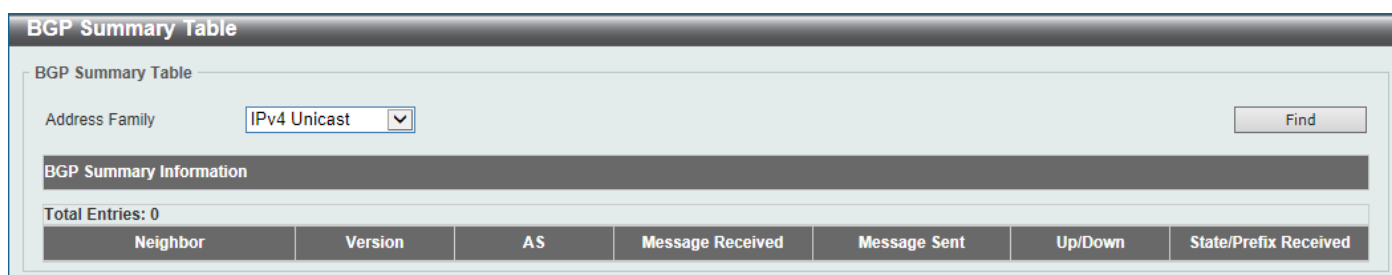 BGP Summary Table
BGP Summary Table
Address Family IPv4 Unicast Find
BGP Summary Information
Total Entries: 0
Neighbor Version AS Message Received Message Sent Up/Down State/Prefix Received